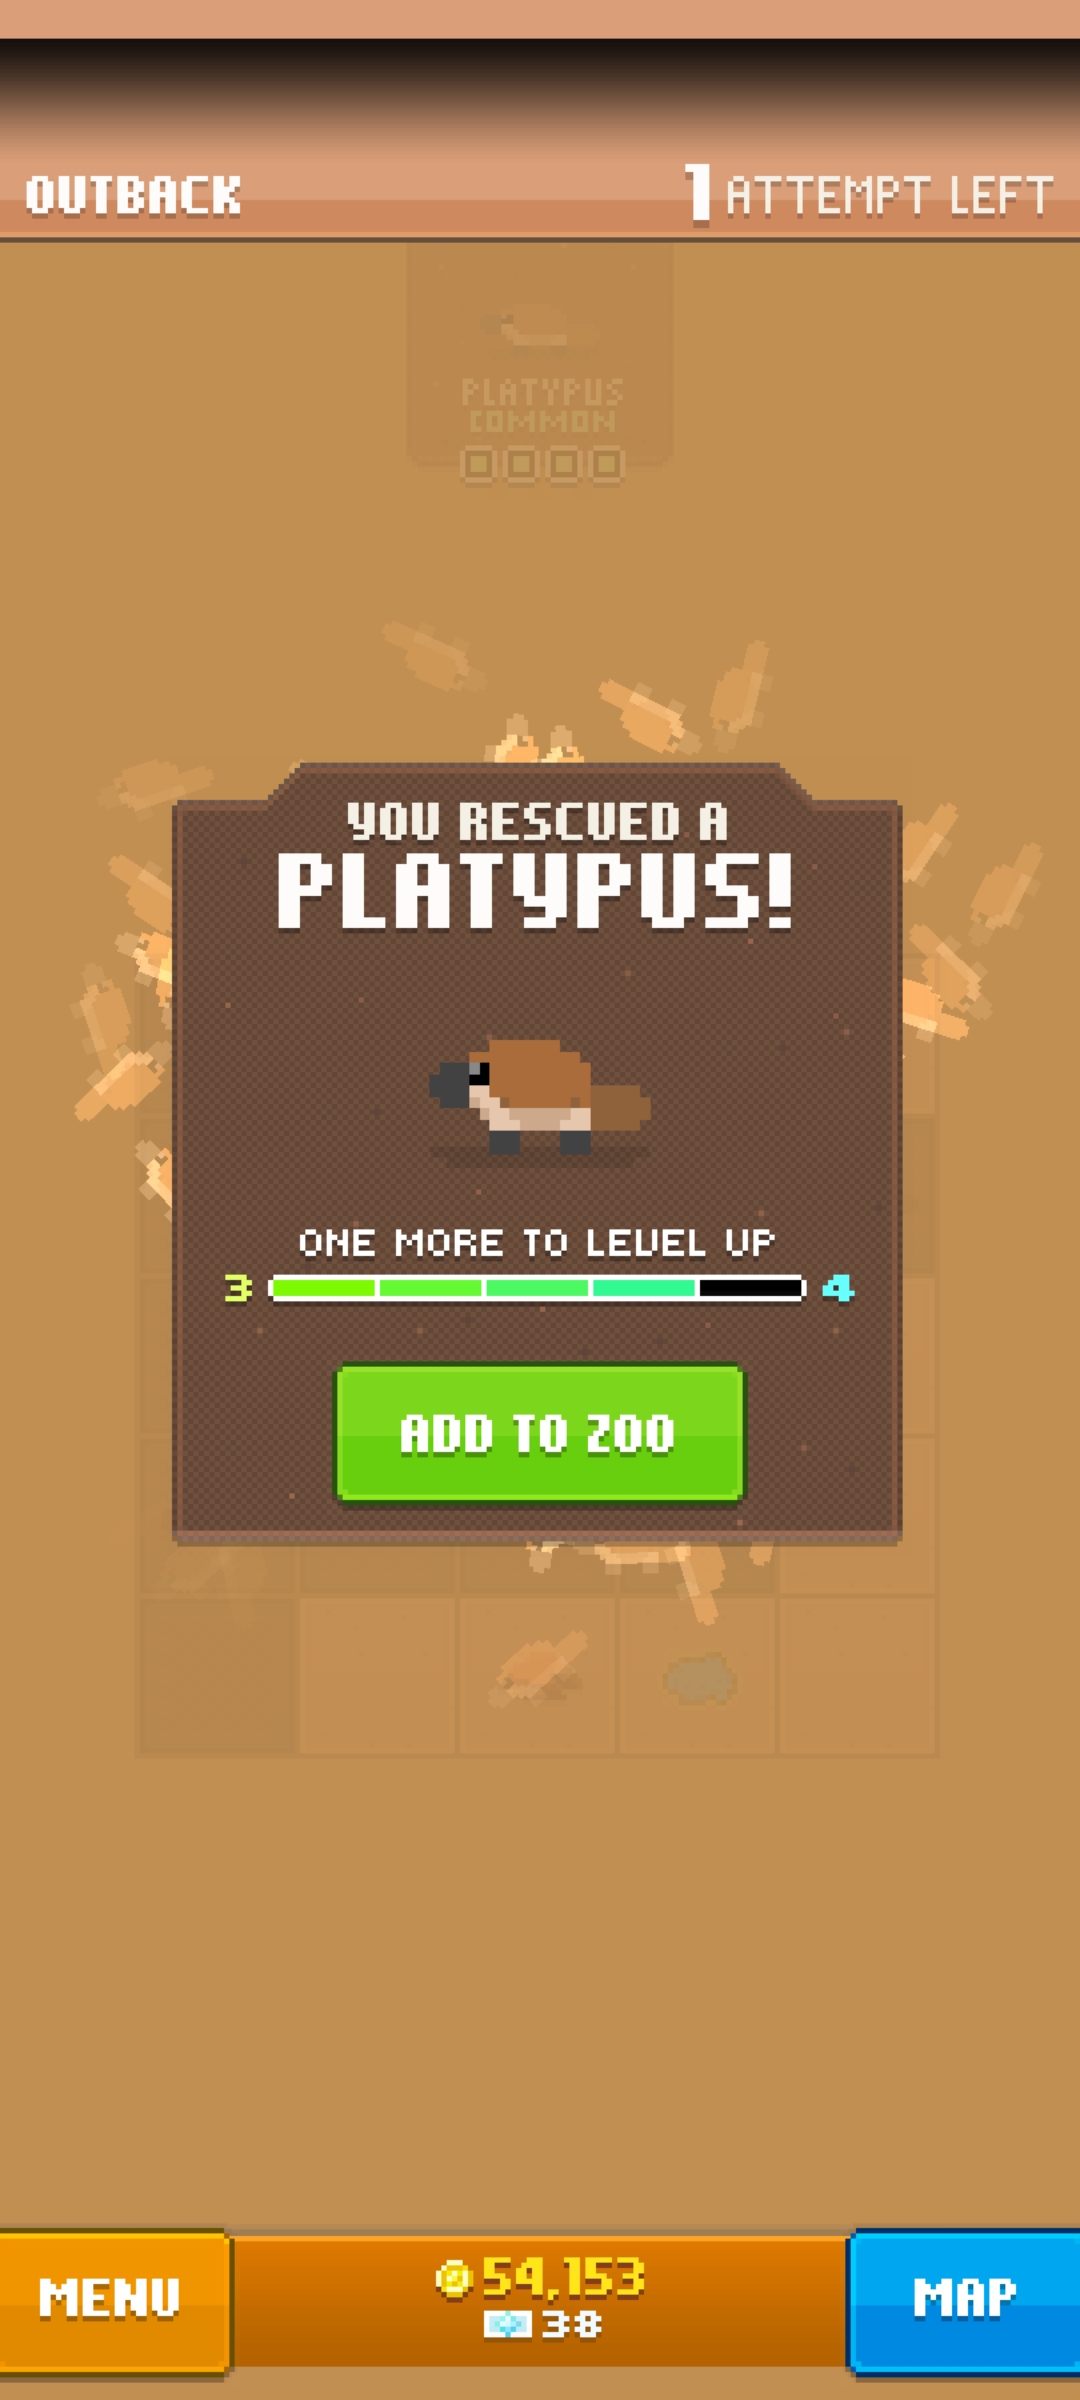 OUTBACK
1 ATTEMPT LEFT
PLATYPUS
COMMON
YOU RESCUED A
PLATYPUS!
ONE MORE TO LEVEL UP
3 4
ADD TO ZOO
MENU
54,153
38
MAP